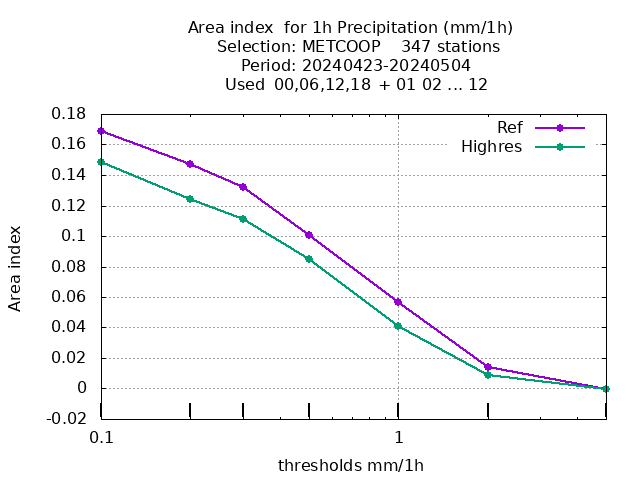 Area index  for 1h Precipitation (mm/1h)
Selection: METCOOP    347 stations
Period: 20240423-20240504
Used  00,06,12,18 + 01 02 ... 12
Ref
Highres
0.18
0.16
0.14
0.12
0.1
0.08
0.06
0.04
0.02
0
-0.02
Area index
0.1
1
thresholds mm/1h